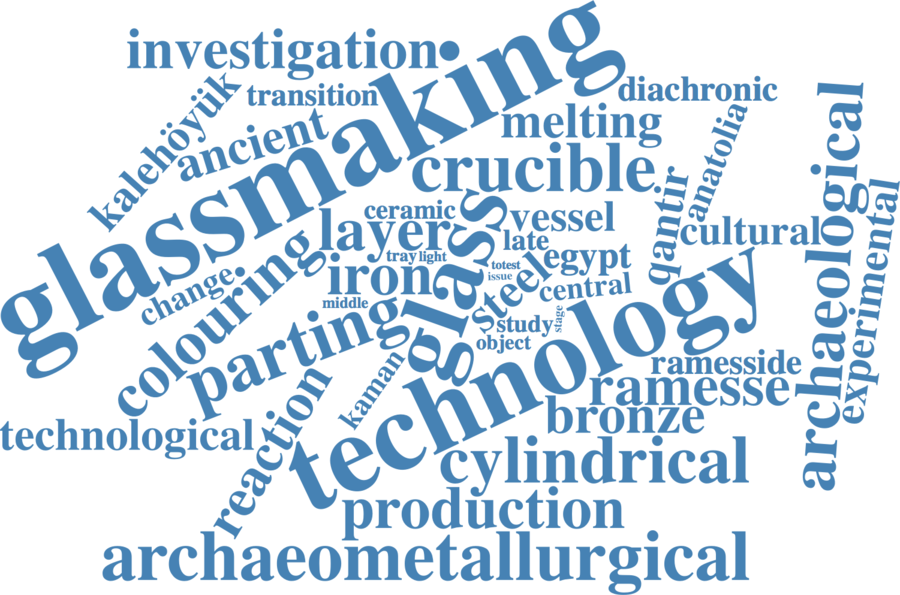 investigation
glassmaking
transition
diachronic
kalehöyük
ancient
melting
anatolia
archaeological
crucible
qantir
experimental
ceramic
layer
glass
vessel
late
cultural
tray
light
egypt
totest
issue
iron
steel
central
change
colouring
middle
parting
study
stage
object
technology
kaman
ramesside
ramesse
bronze
reaction
technological
cylindrical
production
archaeometallurgical